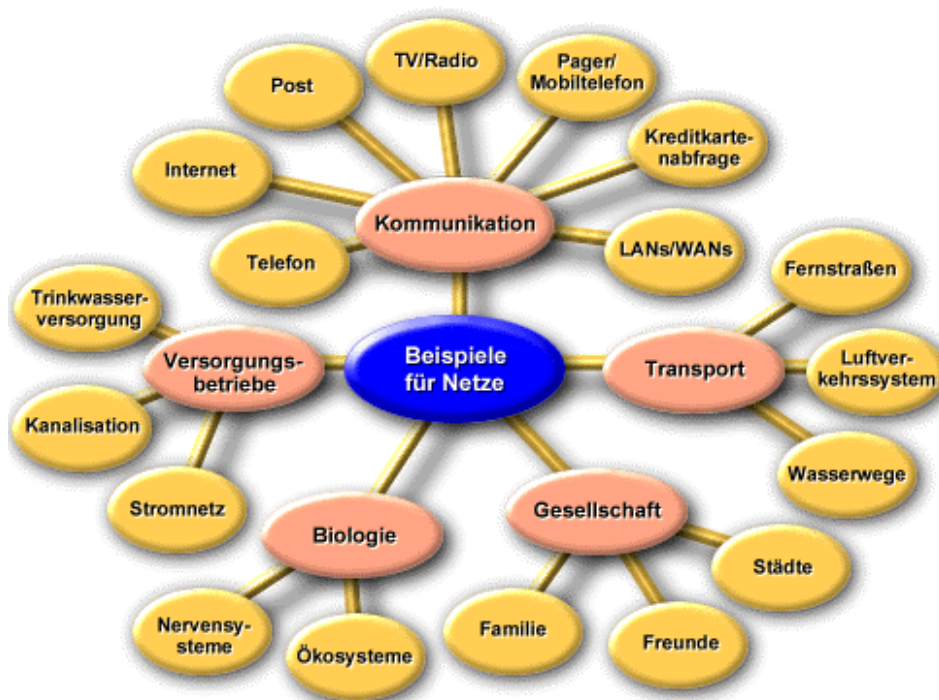 TV/Radio
Pager/
Mobiltelefon
Post
Kreditkarte-
nabfrage
Internet
Kommunikation
Telefon
LANs/WANs
Fernstraßen
Trinkwasser-
versorgung
Versorgungs-
betriebe
Beispiele
für Netze
Transport
Luftver-
kehrssystem
Kanalisation
Wasserwege
Stromnetz
Biologie
Gesellschaft
Städte
Nervensy-
steme
Ökosysteme
Familie
Freunde